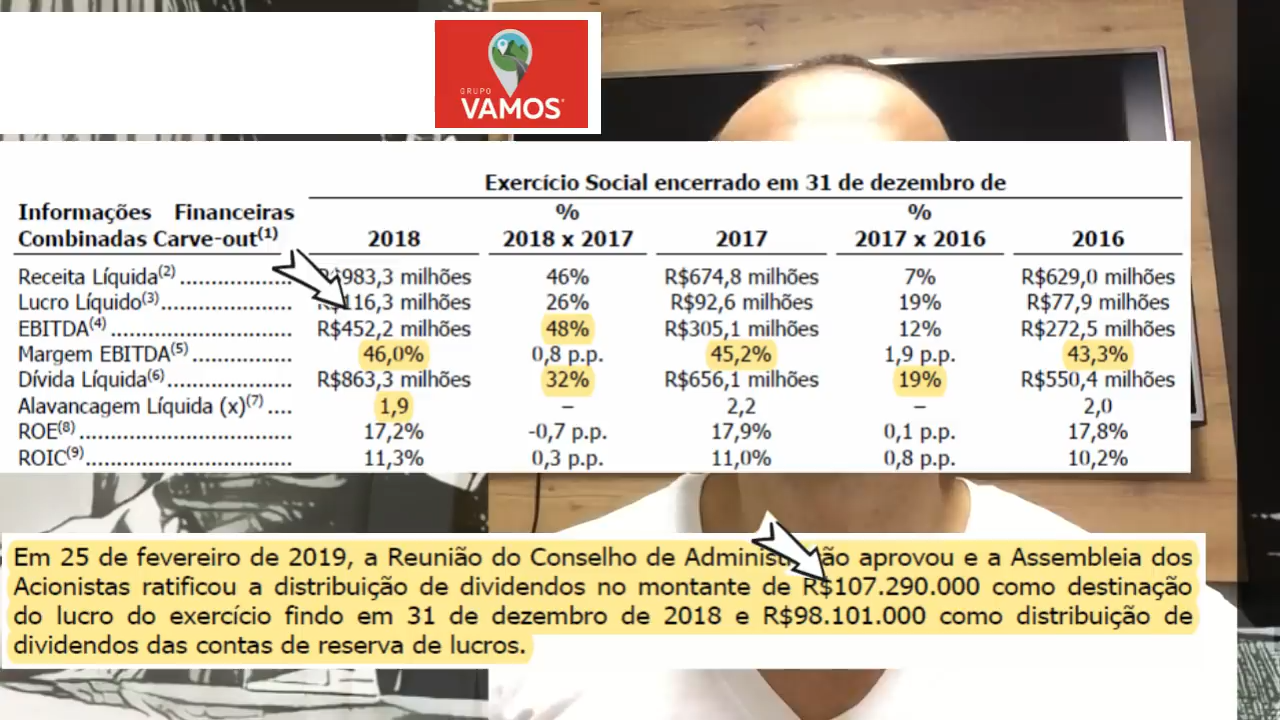 GRUPO
VAMOS
Exercício Social encerrado em 31 de dezembro de
Informações Financeiras % %
Combinadas Carve-out(1) 2018 2018 x 2017 2017 2017 x 2016 2016
Receita Líquida(2) ................... R$983,3 milhões 46% R$674,8 milhões 7% R$629,0 milhões
Lucro Líquido(3)...................... R$116,3 milhões 26% R$92,6 milhões 19% R$77,9 milhões
EBITDA(4) .............................. R$452,2 milhões 48% R$305,1 milhões 12% R$272,5 milhões
Margem EBITDA(5)................. 46,0% 0,8 p.p. 45,2% 1,9 p.p. 43,3%
Dívida Líquida(6)..................... R$863,3 milhões 32% R$656,1 milhões 19% R$550,4 milhões
Alavancagem Líquida (x)(7) .... 1,9 – 2,2 – 2,0
ROE(8) ................................... 17,2% -0,7 p.p. 17,9% 0,1 p.p. 17,8%
ROIC(9)................................... 11,3% 0,3 p.p. 11,0% 0,8 p.p. 10,2%
Em 25 de fevereiro de 2019, a Reunião do Conselho de Administração aprovou e a Assembleia dos
Acionistas ratificou a distribuição de dividendos no montante de R$107.290.000 como destinação
do lucro do exercício findo em 31 de dezembro de 2018 e R$98.101.000 como distribuição de
dividendos das contas de reserva de lucros.